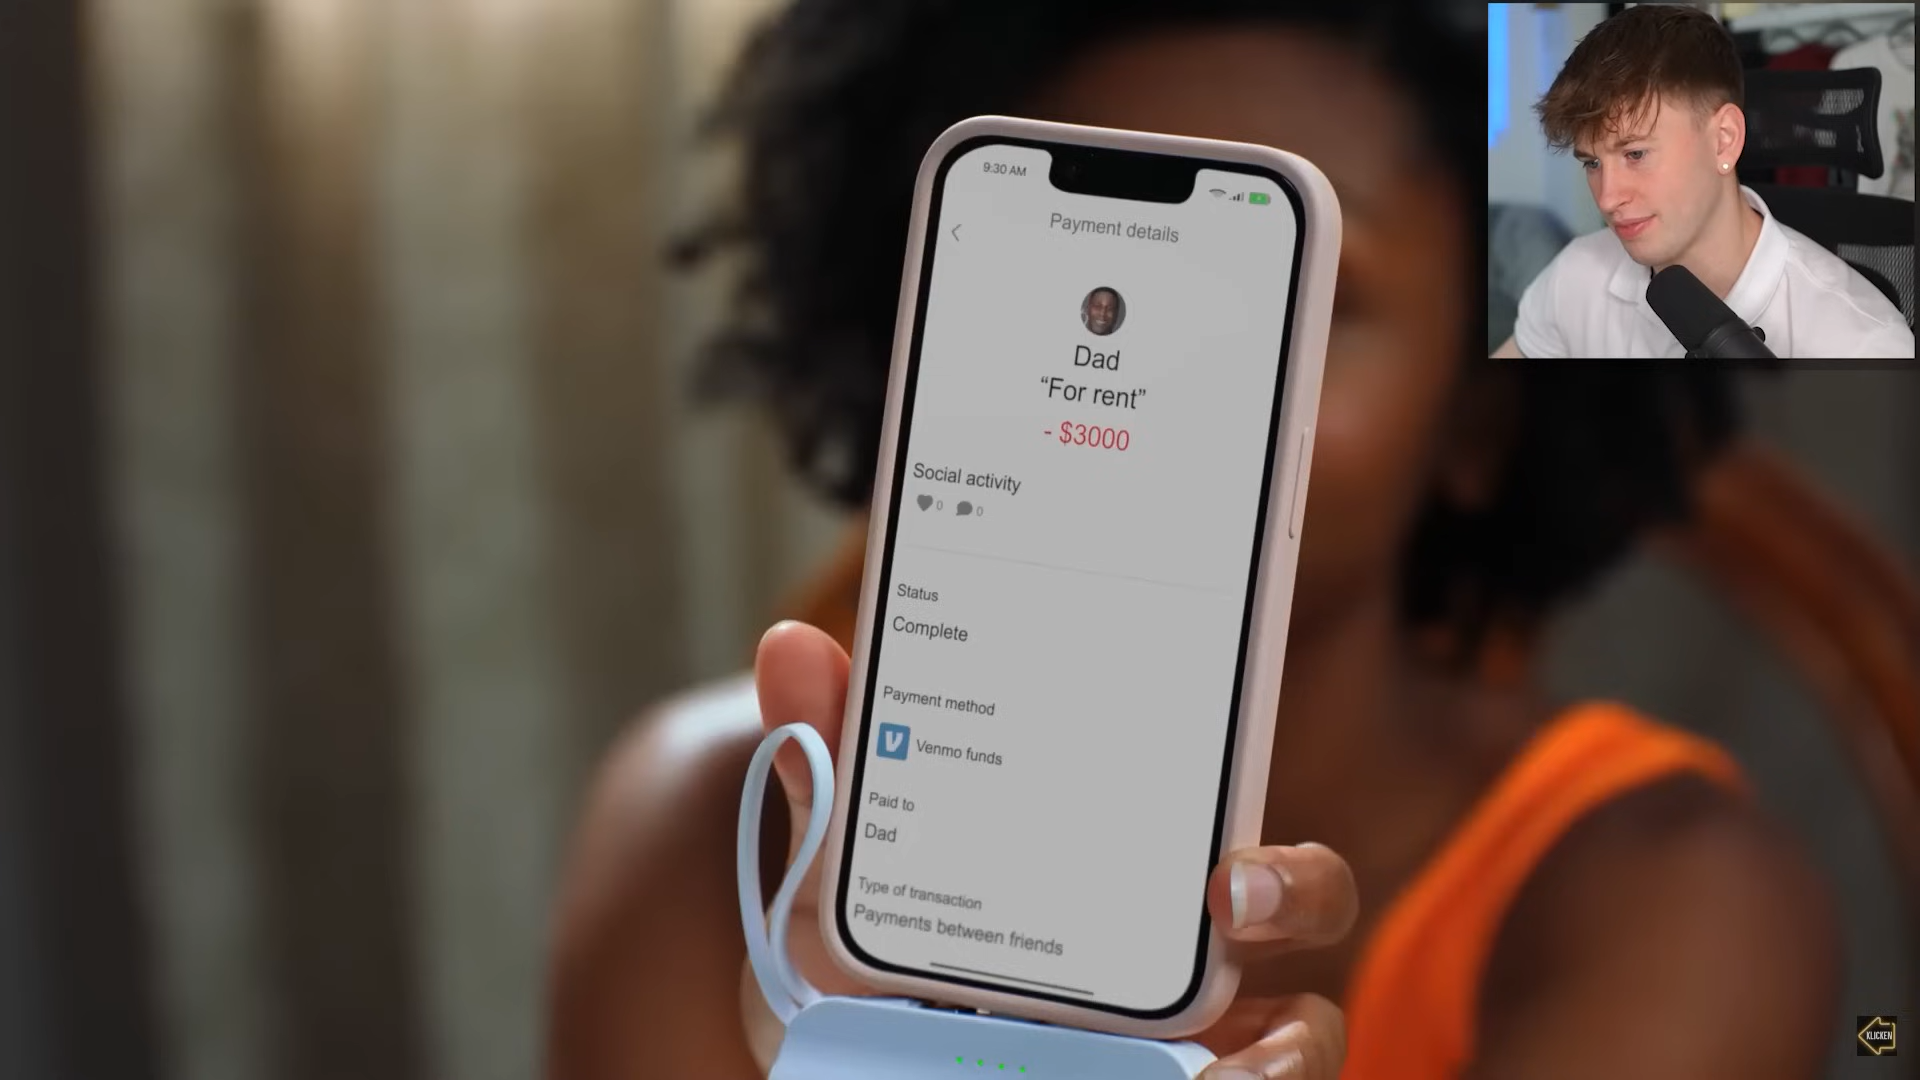 9:30 AM
Payment details
Dad
“For rent”
- $3000
Social activity
0 0
Status
Complete
Payment method
V Venmo funds
Paid to
Dad
Type of transaction
Payments between friends
KLICKEN